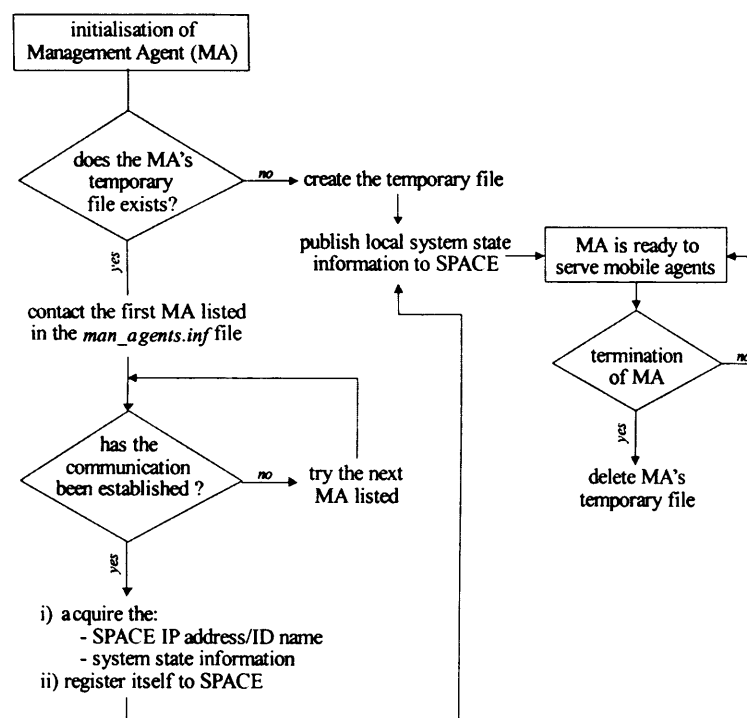 initialisation of
Management Agent (MA)
does the MA's
temporary
file exists?
no
create the temporary file
yes
publish local system state
information to SPACE
MA is ready to
serve mobile agents
contact the first MA listed
in the man_agents.inf file
termination
of MA
no
yes
delete MA's
temporary file
has the
communication
been established ?
no
try the next
MA listed
yes
i) acquire the:
- SPACE IP address/ID name
- system state information
ii) register itself to SPACE